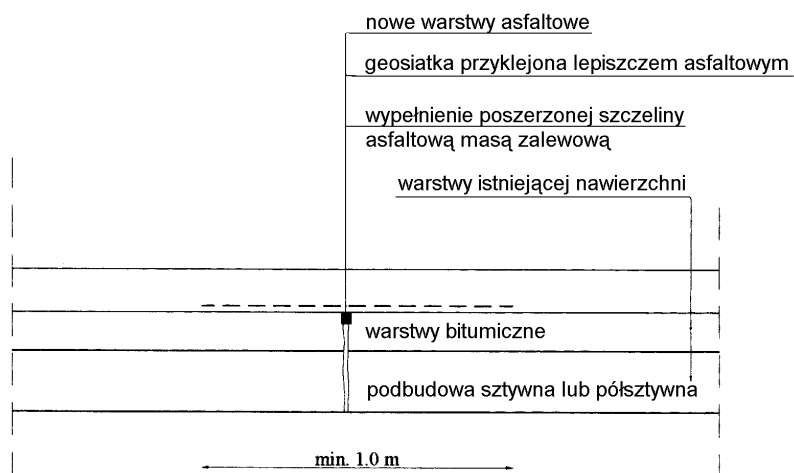 nowe warstwy asfaltowe
geosiatka przyklejona lepiszczem asfaltowym
wypełnienie poszerzonej szczeliny
asfaltową masą zalewową
warstwy istniejącej nawierzchni
warstwy bitumiczne
podbudowa sztywna lub półsztywna
min. 1.0 m